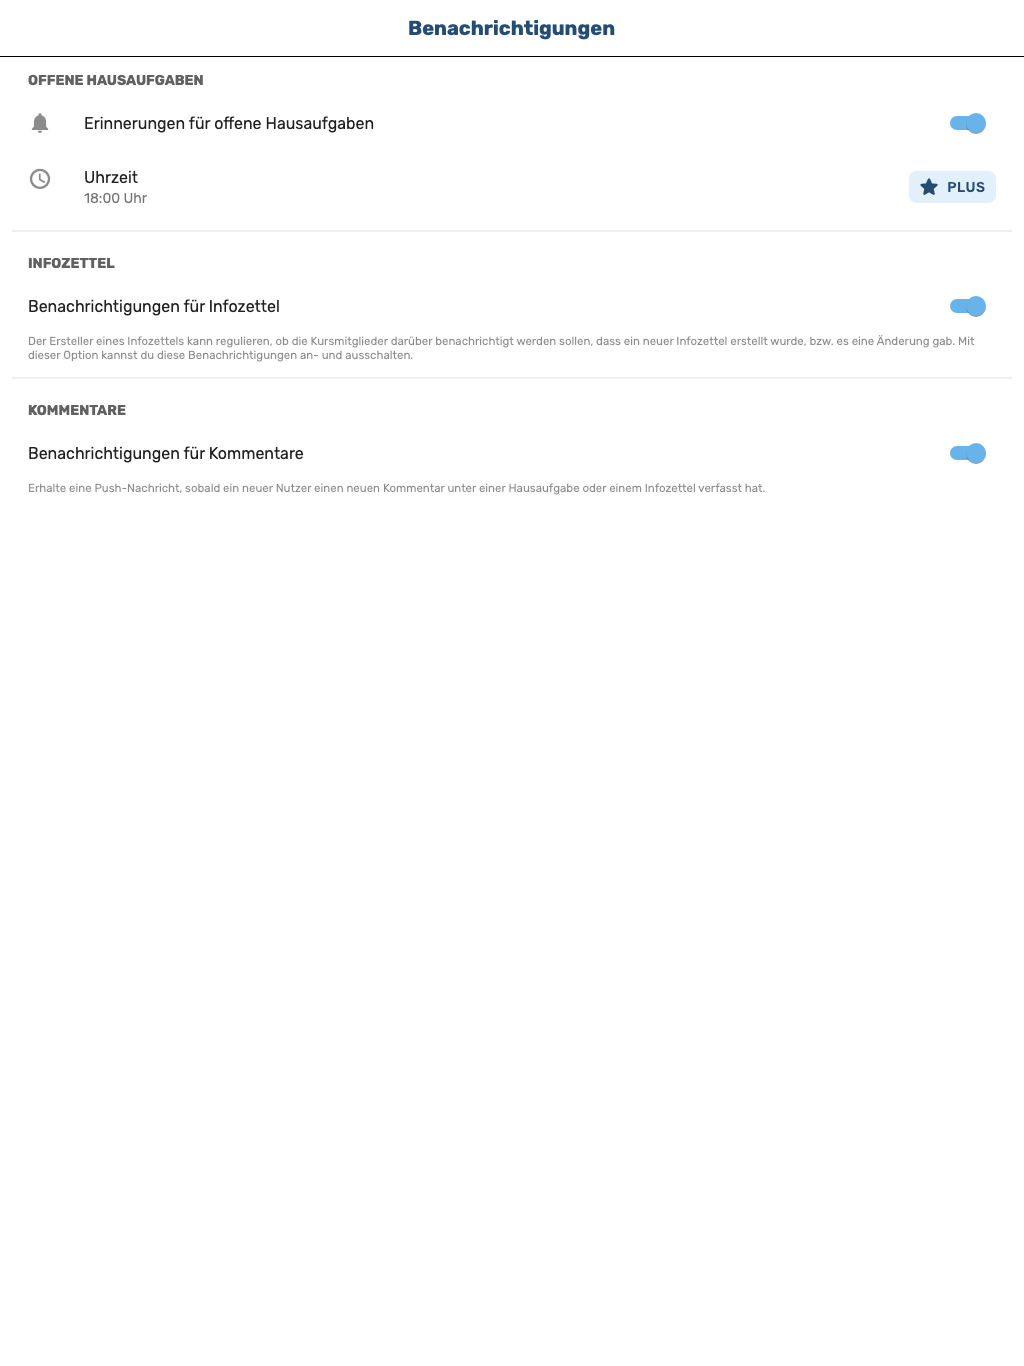 Benachrichtigungen
OFFENE HAUSAUFGABEN
Erinnerungen für offene Hausaufgaben
Uhrzeit
18:00 Uhr
PLUS
INFOZETTEL
Benachrichtigungen für Infozettel
Der Ersteller eines Infozettels kann regulieren, ob die Kursmitglieder darüber benachrichtigt werden sollen, dass ein neuer Infozettel erstellt wurde, bzw. es eine Änderung gab. Mit
dieser Option kannst du diese Benachrichtigungen an- und ausschalten.
KOMMENTARE
Benachrichtigungen für Kommentare
Erhalte eine Push-Nachricht, sobald ein neuer Nutzer einen neuen Kommentar unter einer Hausaufgabe oder einem Infozettel verfasst hat.